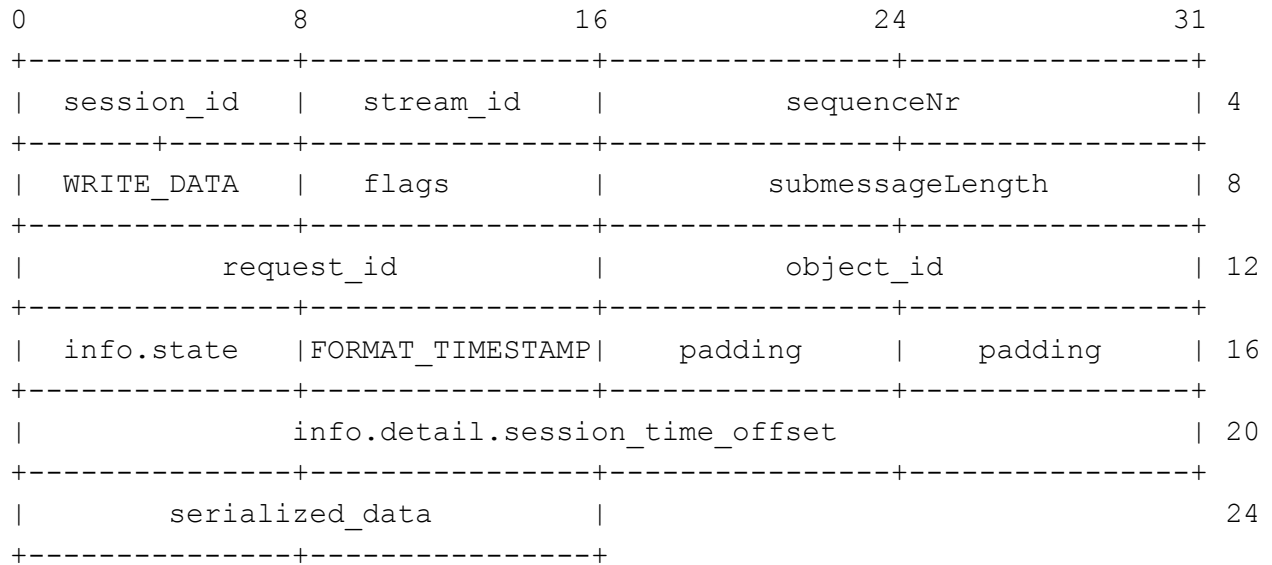 0               8               16              24             31
+---------------+---------------+---------------+---------------+
|  session_id   |   stream_id   |          sequenceNr           | 4
+-------+-------+---------------+---------------+---------------+
|  WRITE_DATA   |   flags       |         submessageLength      | 8
+---------------+---------------+---------------+---------------+
|           request_id          |          object_id            | 12
+---------------+---------------+---------------+---------------+
|  info.state   |FORMAT_TIMESTAMP|    padding    |    padding    | 16
+---------------+---------------+---------------+---------------+
|               info.detail.session_time_offset                 | 20
+---------------+---------------+---------------+---------------+
|        serialized_data        |                                 24
+---------------+---------------+